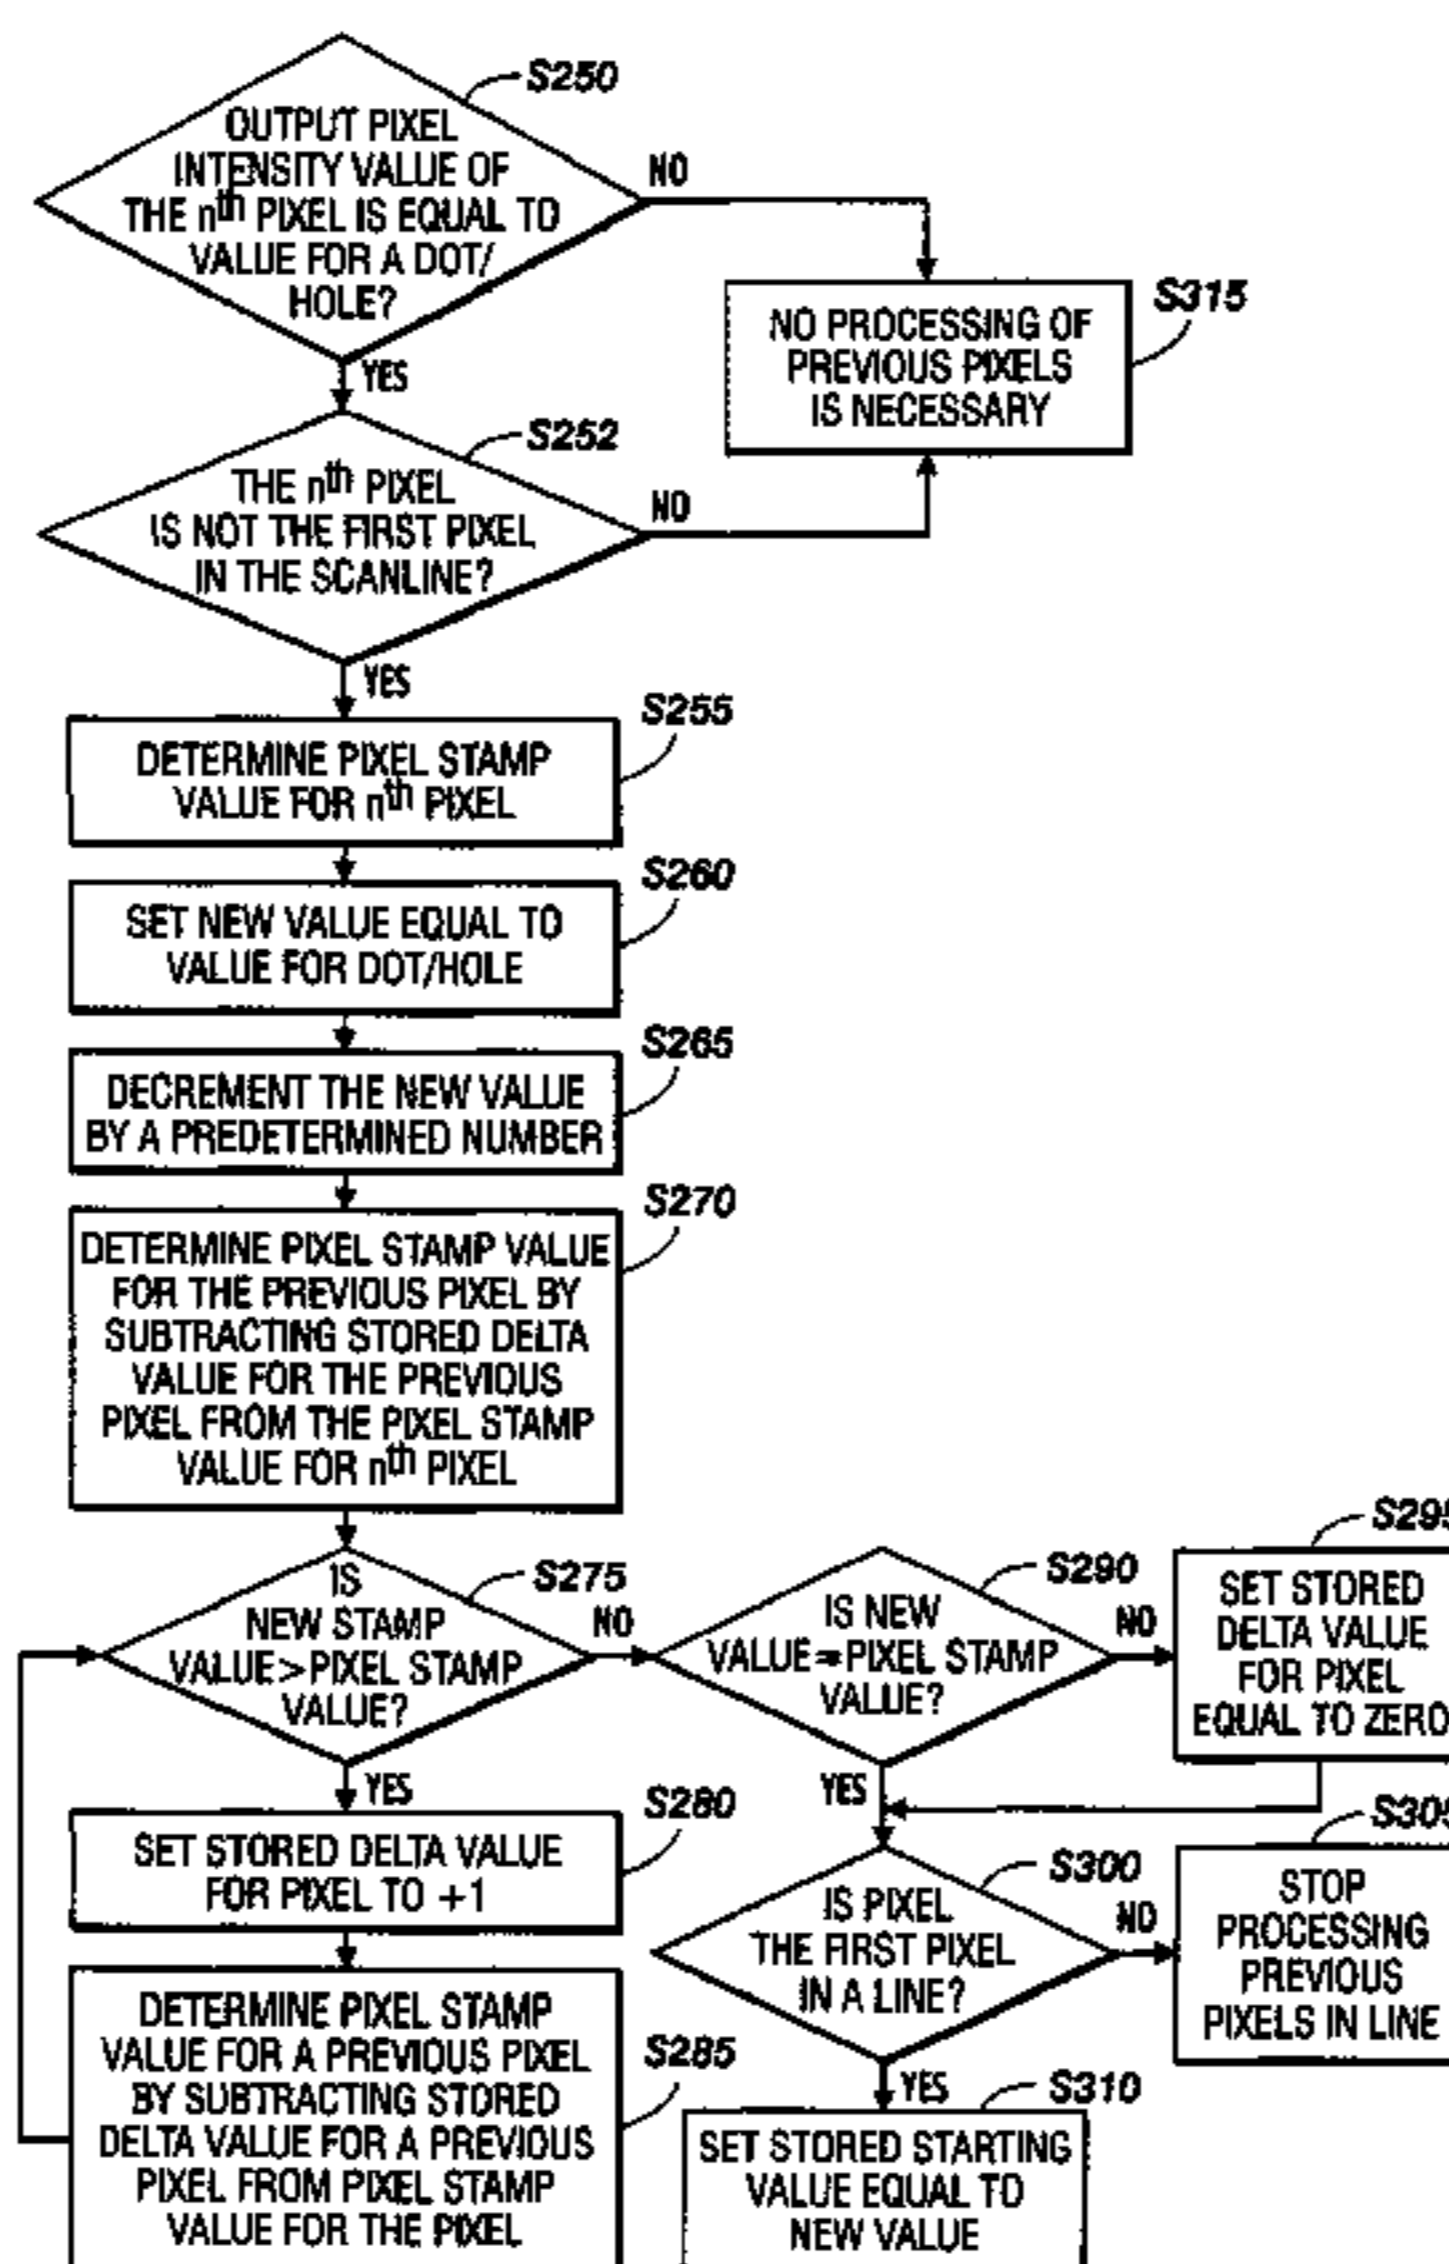 S250
OUTPUT PIXEL
INTENSITY VALUE OF
THE nth PIXEL IS EQUAL TO
VALUE FOR A DOT/
HOLE?
NO
YES
S315
NO PROCESSING OF
PREVIOUS PIXELS
IS NECESSARY
S252
THE nth PIXEL
IS NOT THE FIRST PIXEL
IN THE SCANLINE?
NO
YES
S255
DETERMINE PIXEL STAMP
VALUE FOR nth PIXEL
S260
SET NEW VALUE EQUAL TO
VALUE FOR DOT/HOLE
S265
DECREMENT THE NEW VALUE
BY A PREDETERMINED NUMBER
S270
DETERMINE PIXEL STAMP VALUE
FOR THE PREVIOUS PIXEL BY
SUBTRACTING STORED DELTA
VALUE FOR THE PREVIOUS
PIXEL FROM THE PIXEL STAMP
VALUE FOR nth PIXEL
S275
IS
NEW STAMP
VALUE>PIXEL STAMP
VALUE?
NO
YES
S290
IS NEW
VALUE=PIXEL STAMP
VALUE?
NO
YES
S295
SET STORED
DELTA VALUE
FOR PIXEL
EQUAL TO ZERO
S280
SET STORED DELTA VALUE
FOR PIXEL TO +1
S300
IS PIXEL
THE FIRST PIXEL
IN A LINE?
NO
YES
S305
STOP
PROCESSING
PREVIOUS
PIXELS IN LINE
S285
DETERMINE PIXEL STAMP
VALUE FOR A PREVIOUS PIXEL
BY SUBTRACTING STORED
DELTA VALUE FOR A PREVIOUS
PIXEL FROM PIXEL STAMP
VALUE FOR THE PIXEL
S310
SET STORED STARTING
VALUE EQUAL TO
NEW VALUE